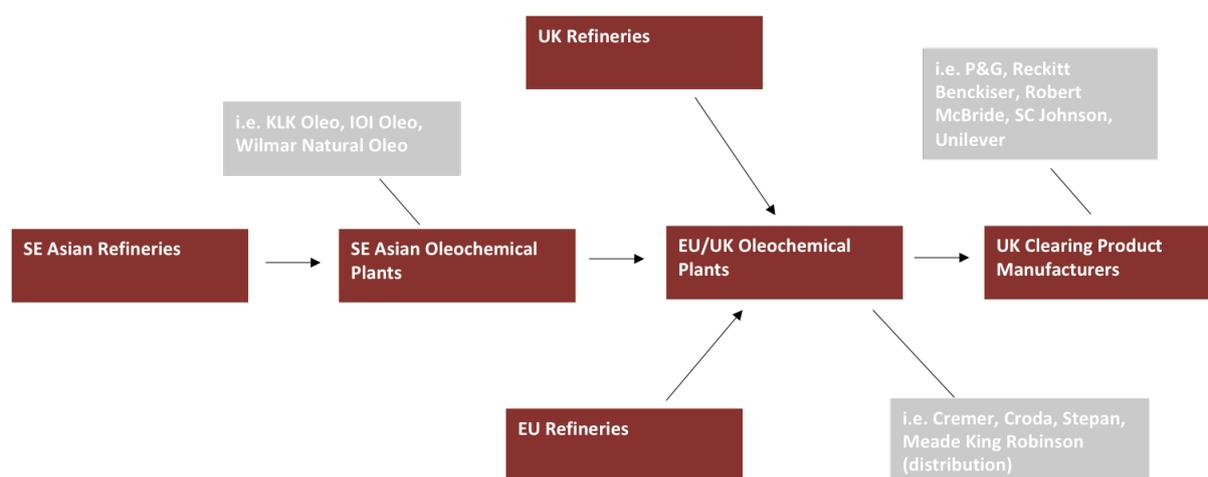 UK Refineries
i.e. P&G, Reckitt
Benckiser, Robert
McBride, SC Johnson,
Unilever
i.e. KLK Oleo, IOI Oleo,
Wilmar Natural Oleo
SE Asian Refineries
SE Asian Oleochemical
Plants
EU/UK Oleochemical
Plants
UK Clearing Product
Manufacturers
EU Refineries
i.e. Cremer, Croda, Stepan,
Meade King Robinson
(distribution)